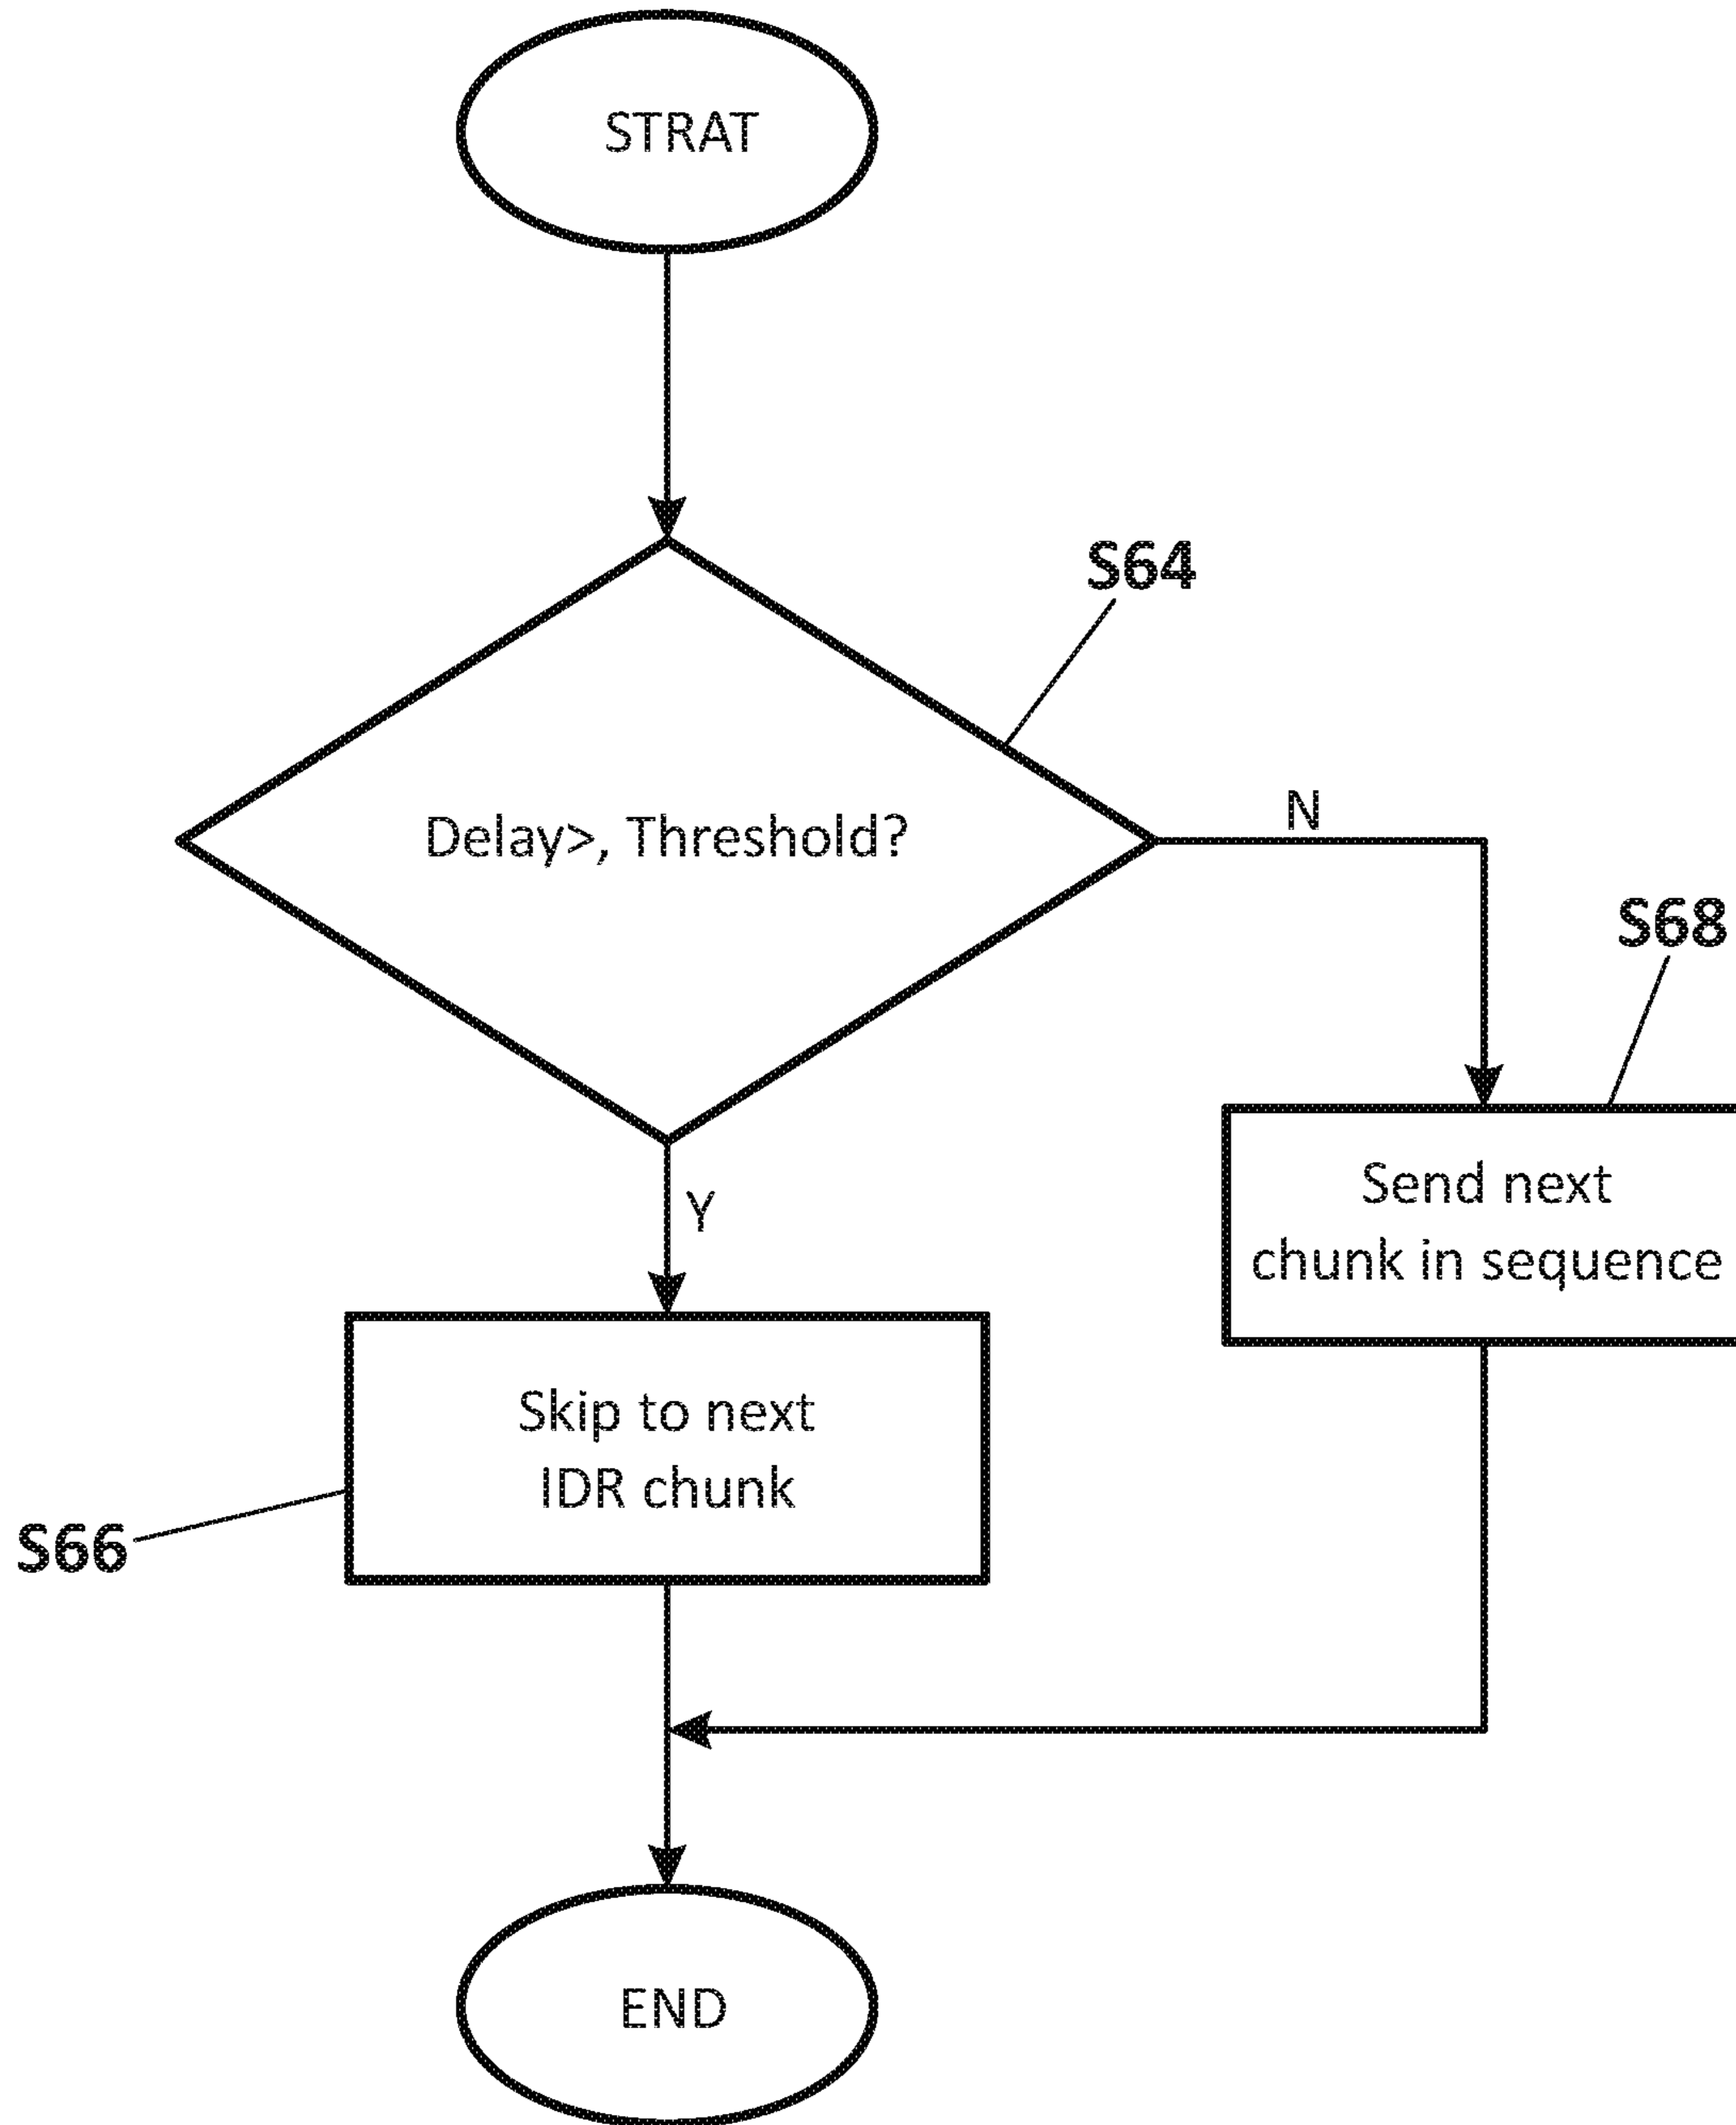 STRAT
S64
Delay>, Threshold?
N
S68
Send next
chunk in sequence
Y
Skip to next
IDR chunk
S66
END